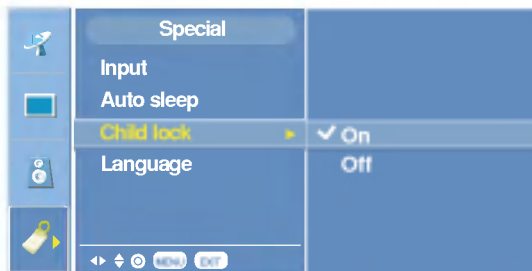 Special
Input
Auto sleep
Child lock
On
Language
Off
MENU EXIT